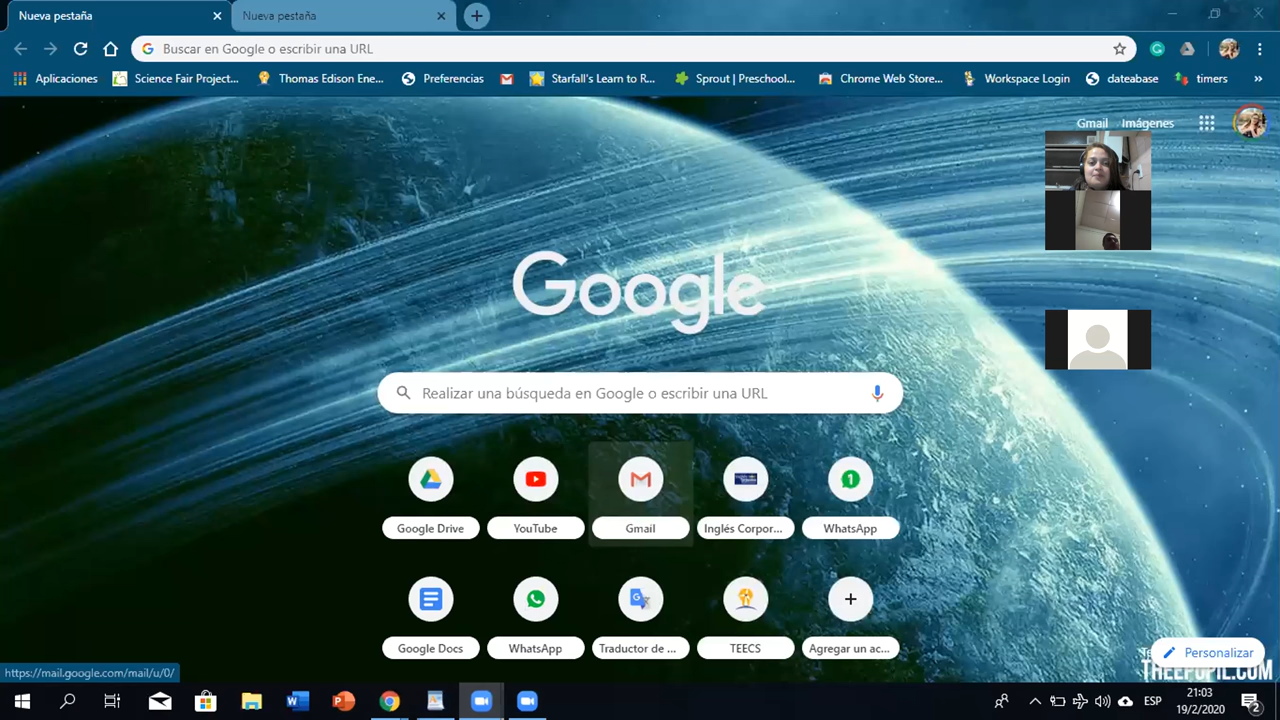 Nueva pestaña
Nueva pestaña
Buscar en Google o escribir una URL
Aplicaciones
Science Fair Project...
Thomas Edison Ene...
Preferencias
Starfall's Learn to R...
Sprout | Preschool...
Chrome Web Store...
Workspace Login
dateabase
timers
»
Gmail
Imágenes
Google
Realizar una búsqueda en Google o escribir una URL
Google Drive
YouTube
Gmail
Inglés Corpor...
WhatsApp
Google Docs
WhatsApp
Traductor de ...
TEECS
Agregar un ac...
Personalizar
THEEPUPIL.COM
https://mail.google.com/mail/u/0/
ESP
21:03
19/2/2020
2